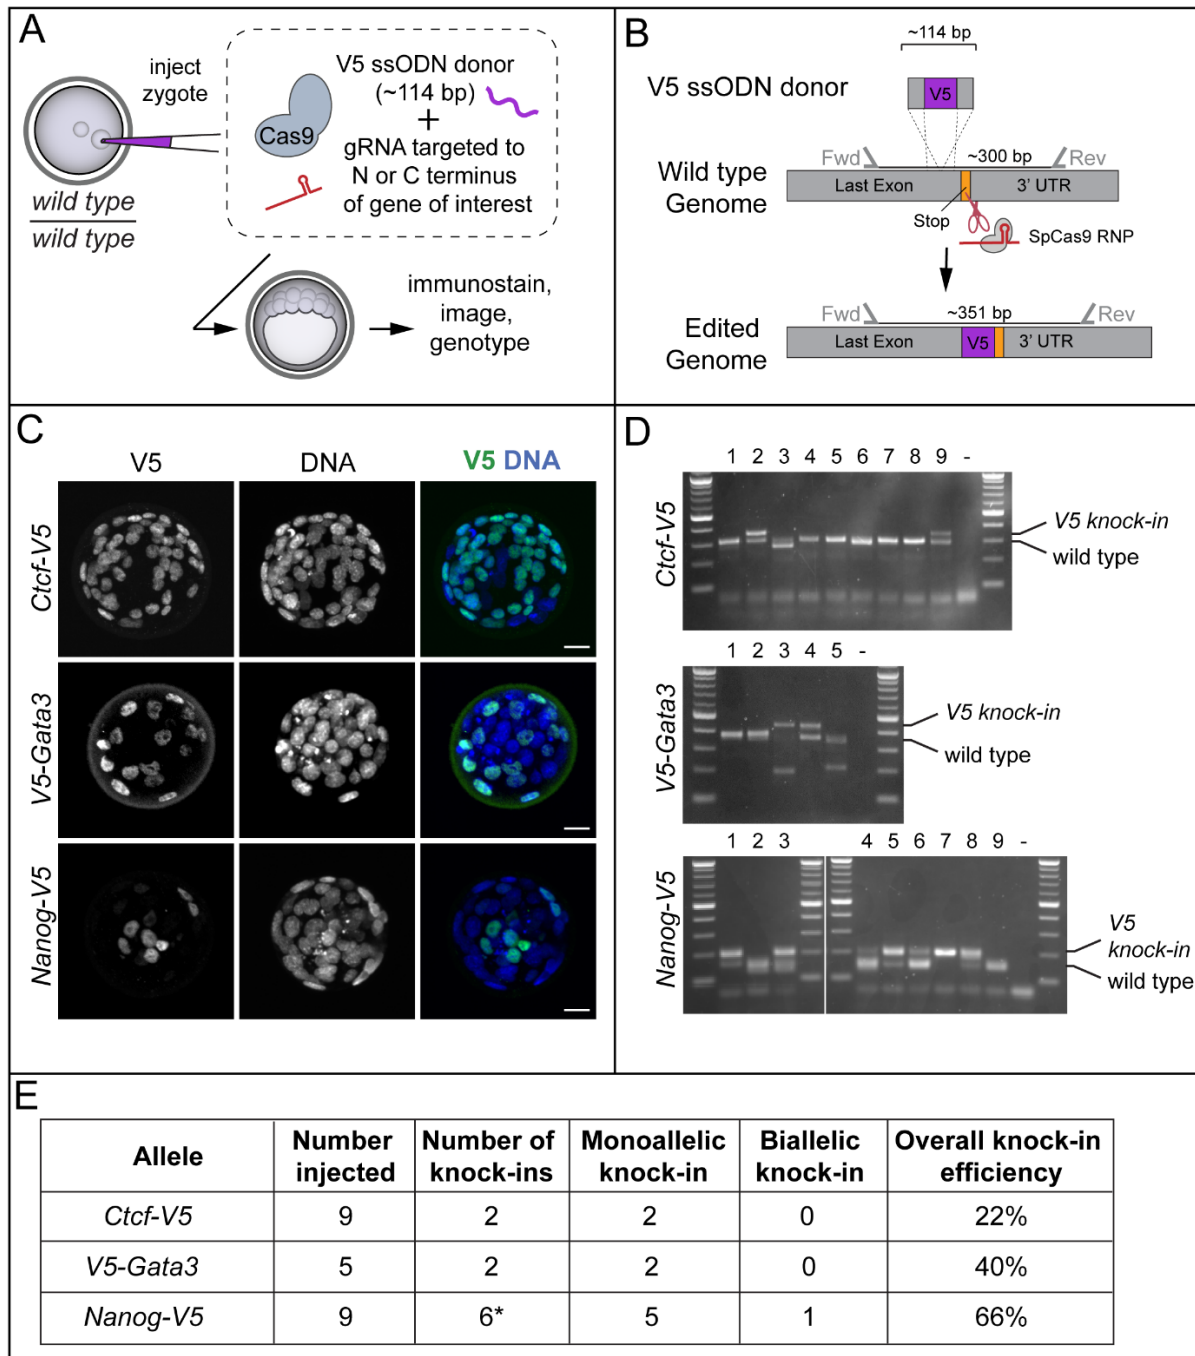 A
inject
zygote
wild type
wild type
Cas9
V5 ssODN donor
(~114 bp)
+
gRNA targeted to
N or C terminus
of gene of interest
immunostain,
image,
genotype
B
~114 bp
V5 ssODN donor
V5
Fwd
~300 bp
Rev
Wild type
Genome
Last Exon
3' UTR
Stop
SpCas9 RNP
Fwd
~351 bp
Rev
Edited
Genome
Last Exon
V5
3' UTR
C
V5
DNA
V5 DNA
Ctcf-V5
V5-Gata3
Nanog-V5
D
1 2 3 4 5 6 7 8 9 -
Ctcf-V5
V5 knock-in
wild type
1 2 3 4 5 -
V5-Gata3
V5 knock-in
wild type
1 2 3 4 5 6 7 8 9 -
Nanog-V5
V5
knock-in
wild type
E
Allele
Number
injected
Number of
knock-ins
Monoallelic
knock-in
Biallelic
knock-in
Overall knock-in
efficiency
Ctcf-V5 9 2 2 0 22%
V5-Gata3 5 2 2 0 40%
Nanog-V5 9 6* 5 1 66%